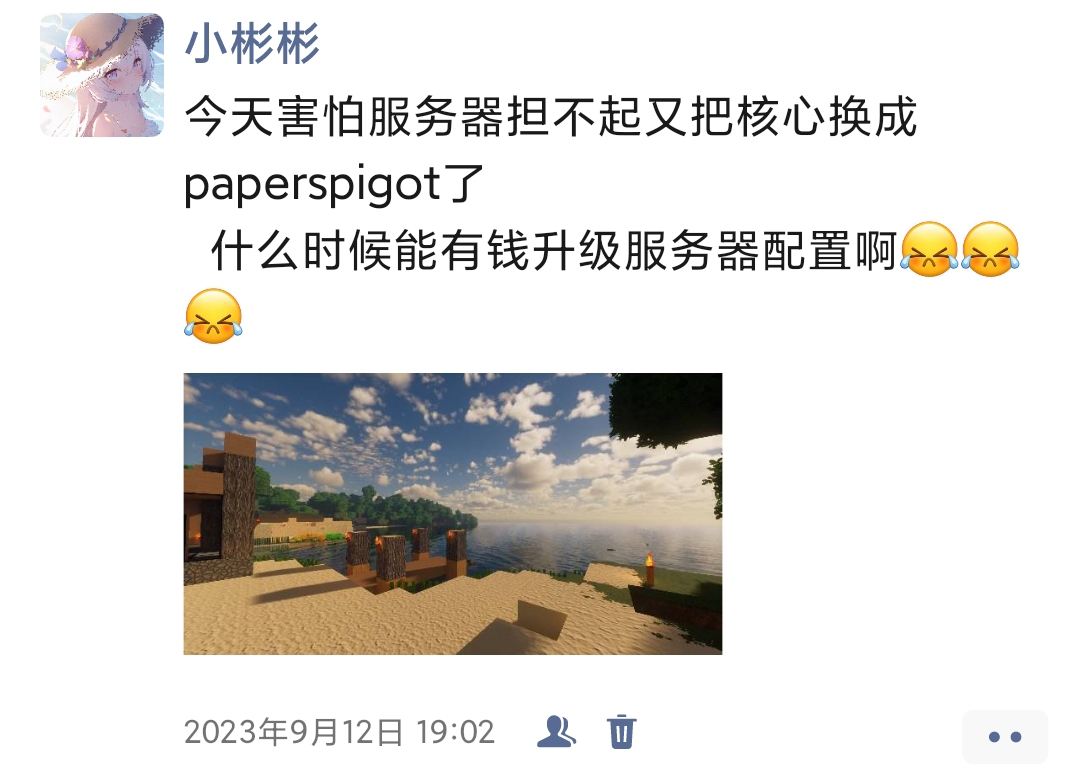 小彬彬
今天害怕服务器担不起又把核心换成
paperspigot了
什么时候能有钱升级服务器配置啊😭😭
😭
2023年9月12日 19:02